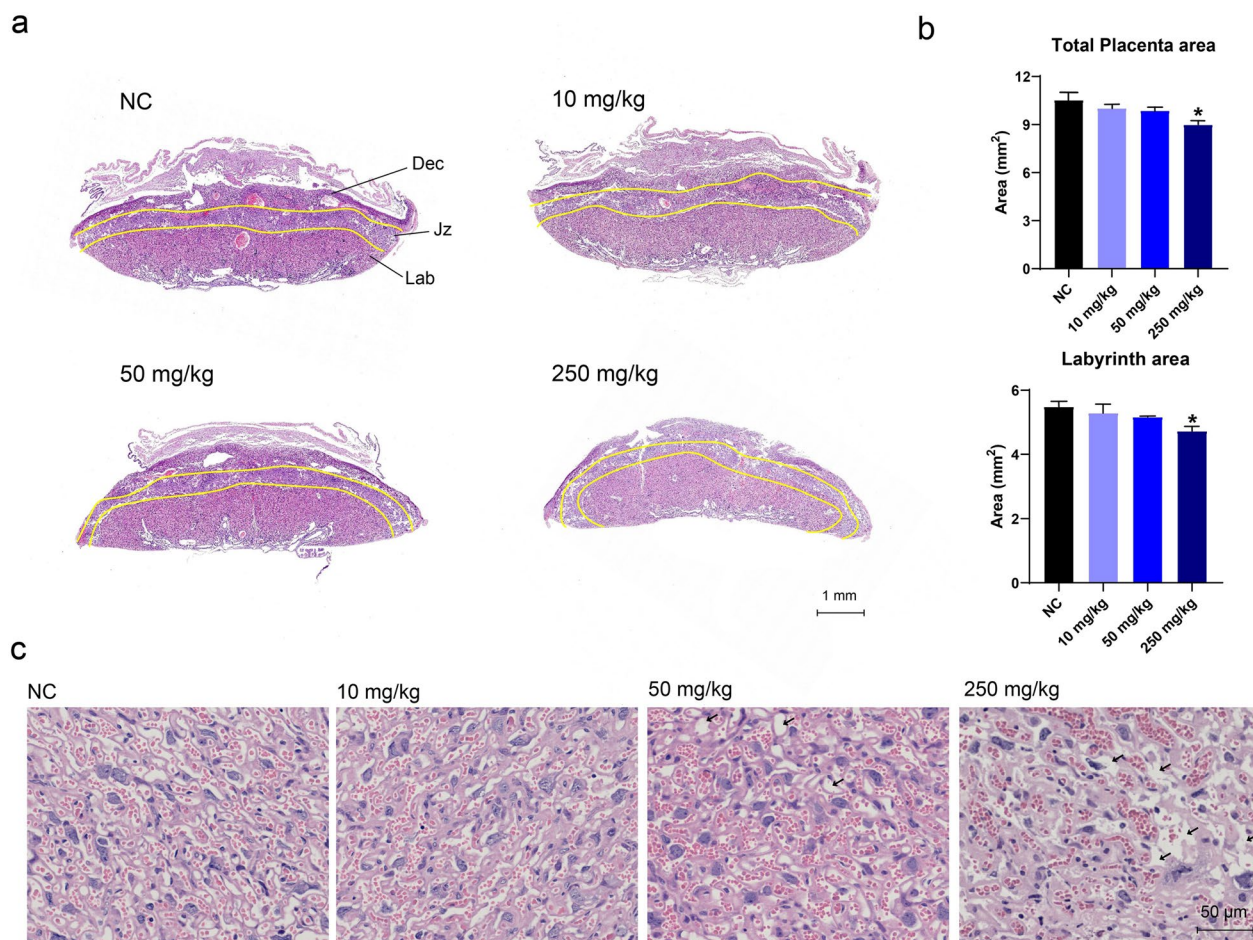 a
NC
10 mg/kg
Dec
Jz
Lab
50 mg/kg
250 mg/kg
1 mm
b
Total Placenta area
Area (mm²)
12
9
6
3
0
NC
10 mg/kg
50 mg/kg
250 mg/kg
*
Labyrinth area
Area (mm²)
6
4
2
0
NC
10 mg/kg
50 mg/kg
250 mg/kg
*
c
NC
10 mg/kg
50 mg/kg
250 mg/kg
50 µm